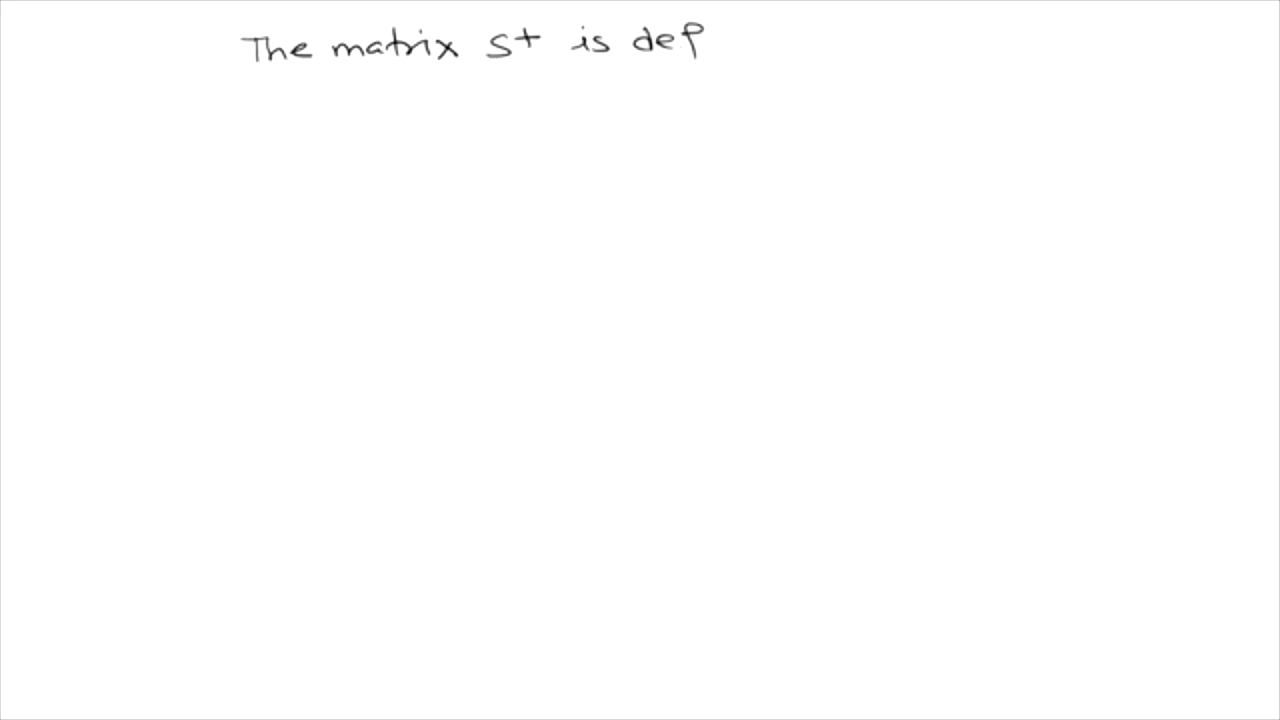 The matrix S+ is def